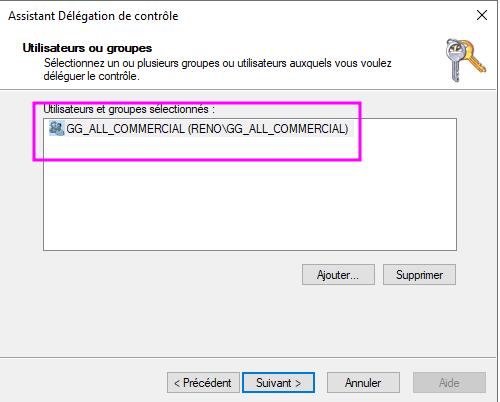 Assistant Délégation de contrôle
Utilisateurs ou groupes
Sélectionnez un ou plusieurs groupes ou utilisateurs auxquels vous voulez
déléguer le contrôle.
Utilisateurs et groupes sélectionnés :
GG_ALL_COMMERCIAL (RENO\GG_ALL_COMMERCIAL)
Ajouter...
Supprimer
< Précédent
Suivant >
Annuler
Aide